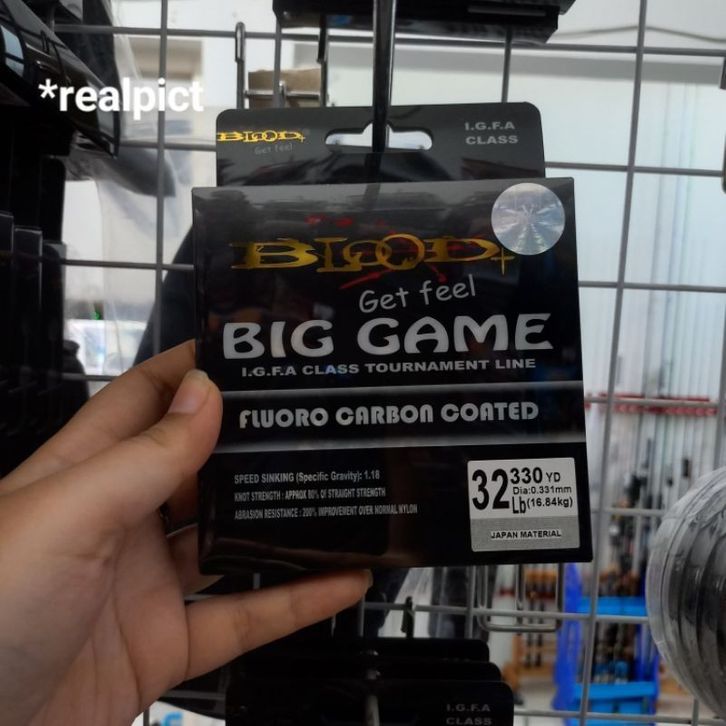 *realpict
BLOOD+
Get feel
I.G.F.A
CLASS
BLOOD+
Get feel
BIG GAME
I.G.F.A CLASS TOURNAMENT LINE
FLUORO CARBON COATED
SPEED SINKING (Specific Gravity): 1.18
KNOT STRENGTH : APPROX 80% Of STRAIGHT STRENGTH
ABRASION RESISTANCE : 200% IMPROVEMENT OVER NORMAL NYLON
32 Lb
330 YD
Dia:0.331mm
(16.84kg)
JAPAN MATERIAL
I.G.F.A
CLASS